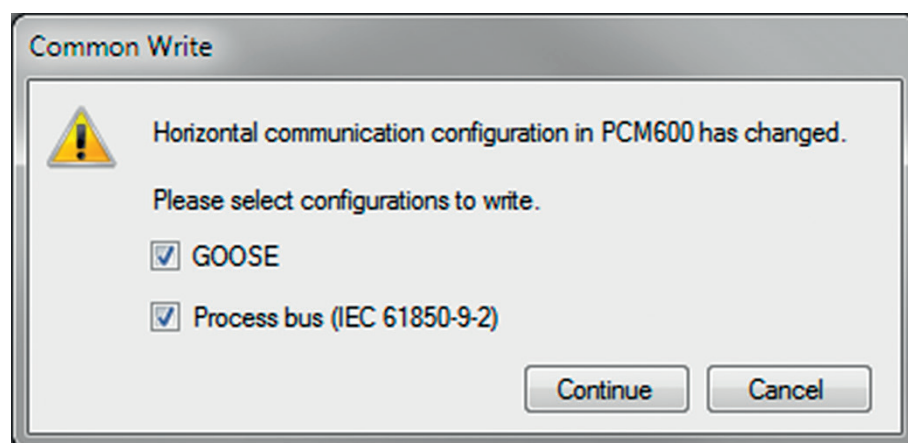 Common Write
Horizontal communication configuration in PCM600 has changed.
Please select configurations to write.
GOOSE
Process bus (IEC 61850-9-2)
Continue
Cancel